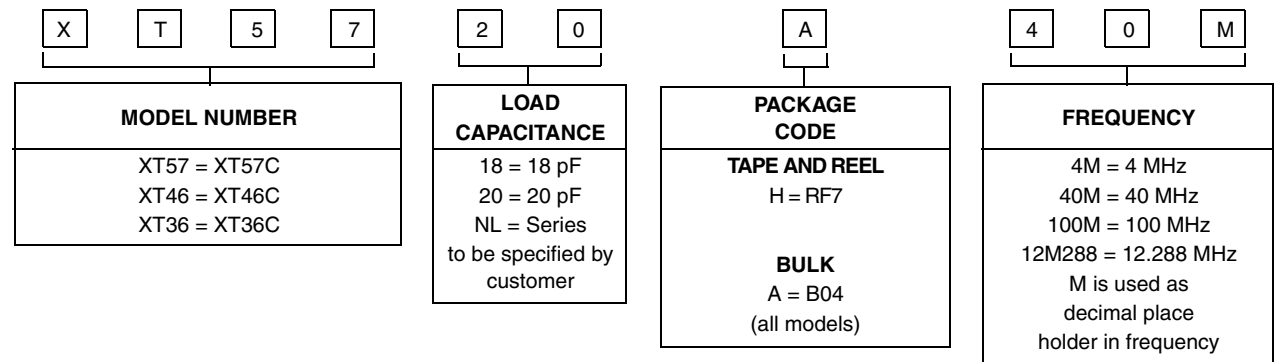 X T 5 7 2 0 A 4 0 M
MODEL NUMBER
XT57 = XT57C
XT46 = XT46C
XT36 = XT36C
LOAD
CAPACITANCE
18 = 18 pF
20 = 20 pF
NL = Series
to be specified by
customer
PACKAGE
CODE
TAPE AND REEL
H = RF7
BULK
A = B04
(all models)
FREQUENCY
4M = 4 MHz
40M = 40 MHz
100M = 100 MHz
12M288 = 12.288 MHz
M is used as
decimal place
holder in frequency